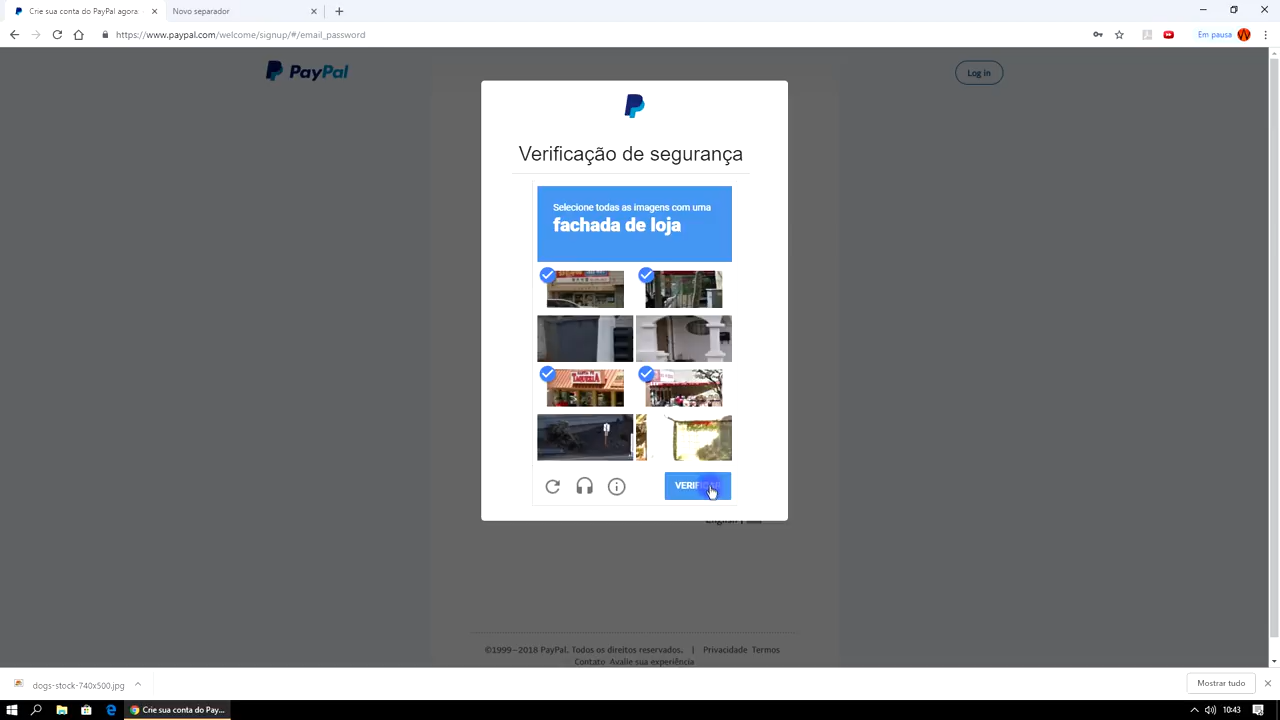 Crie sua conta do PayPal agora.
Novo separador
https://www.paypal.com/welcome/signup/#/email_password
Em pausa
PayPal
Log in
Verificação de segurança
Selecione todas as imagens com uma
fachada de loja
TAQUERIA
VERIFICAR
English |
©1999–2018 PayPal. Todos os direitos reservados. | Privacidade Termos
Contato Avalie sua experiência
dogs-stock-740x500.jpg
Mostrar tudo
Crie sua conta do Pay...
10:43